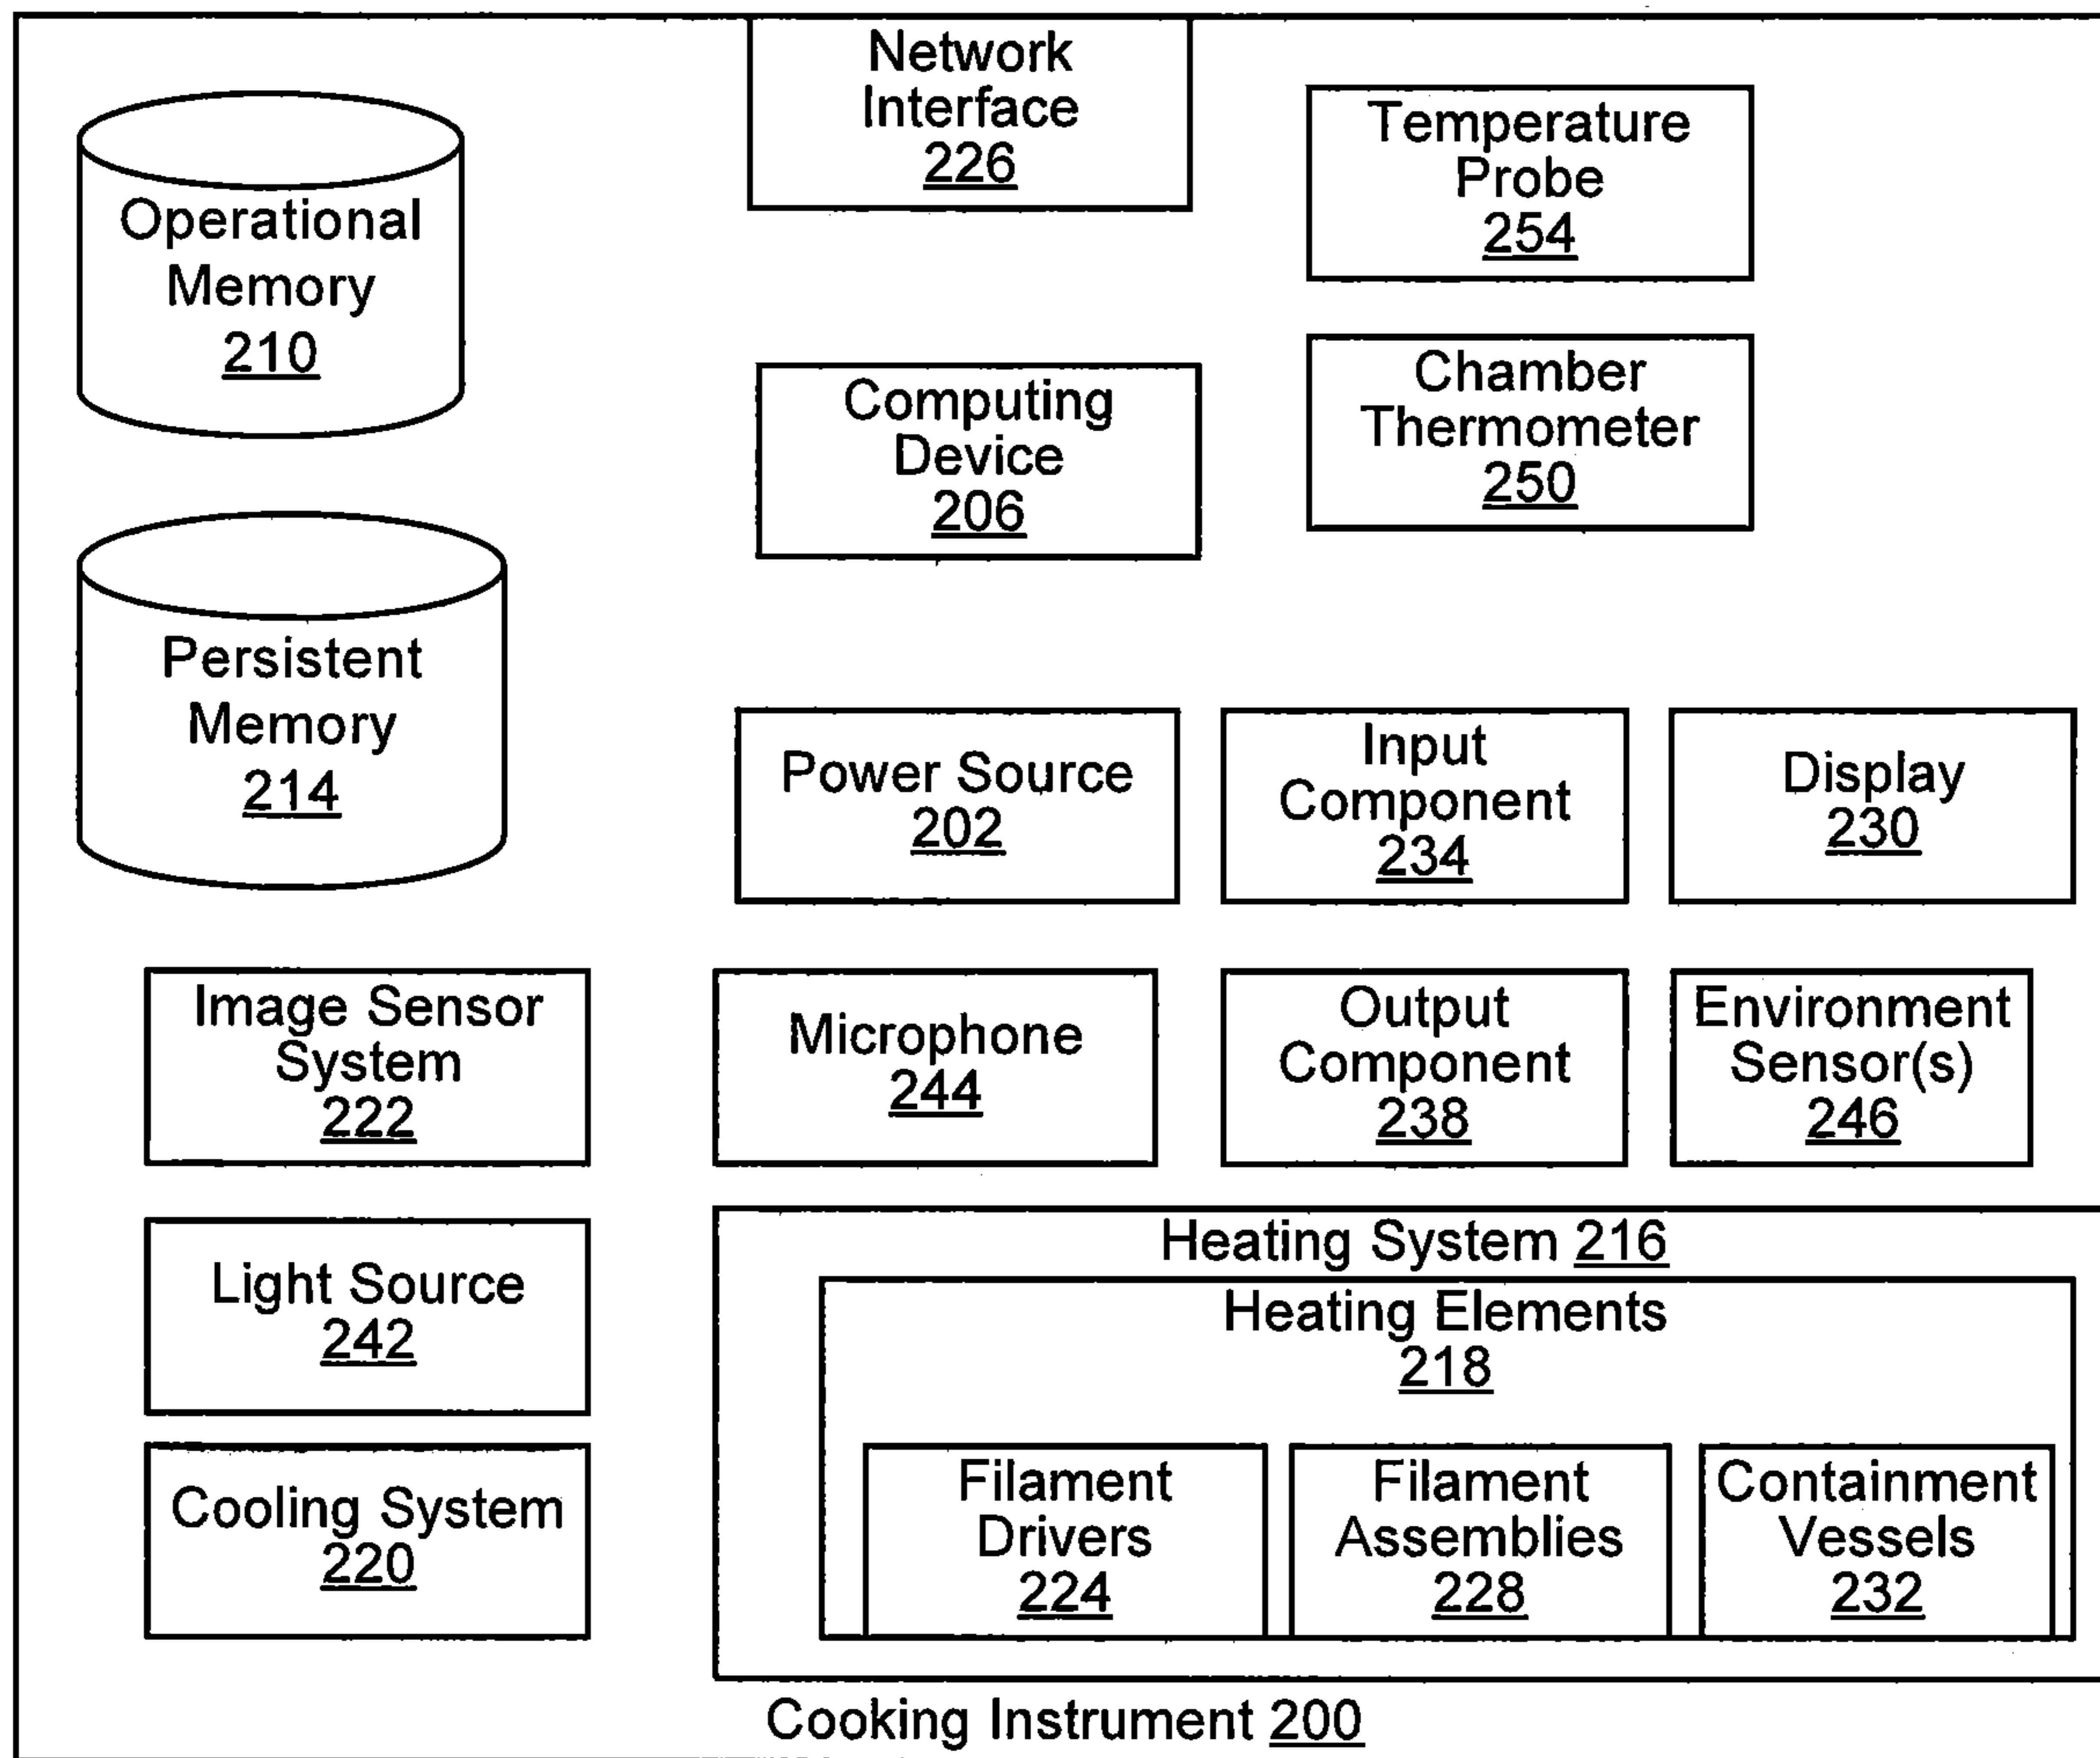 Network
Interface
226
Temperature
Probe
254
Operational
Memory
210
Chamber
Thermometer
250
Computing
Device
206
Persistent
Memory
214
Power Source
202
Input
Component
234
Display
230
Image Sensor
System
222
Microphone
244
Output
Component
238
Environment
Sensor(s)
246
Light Source
242
Cooling System
220
Heating System 216
Heating Elements
218
Filament
Drivers
224
Filament
Assemblies
228
Containment
Vessels
232
Cooking Instrument 200